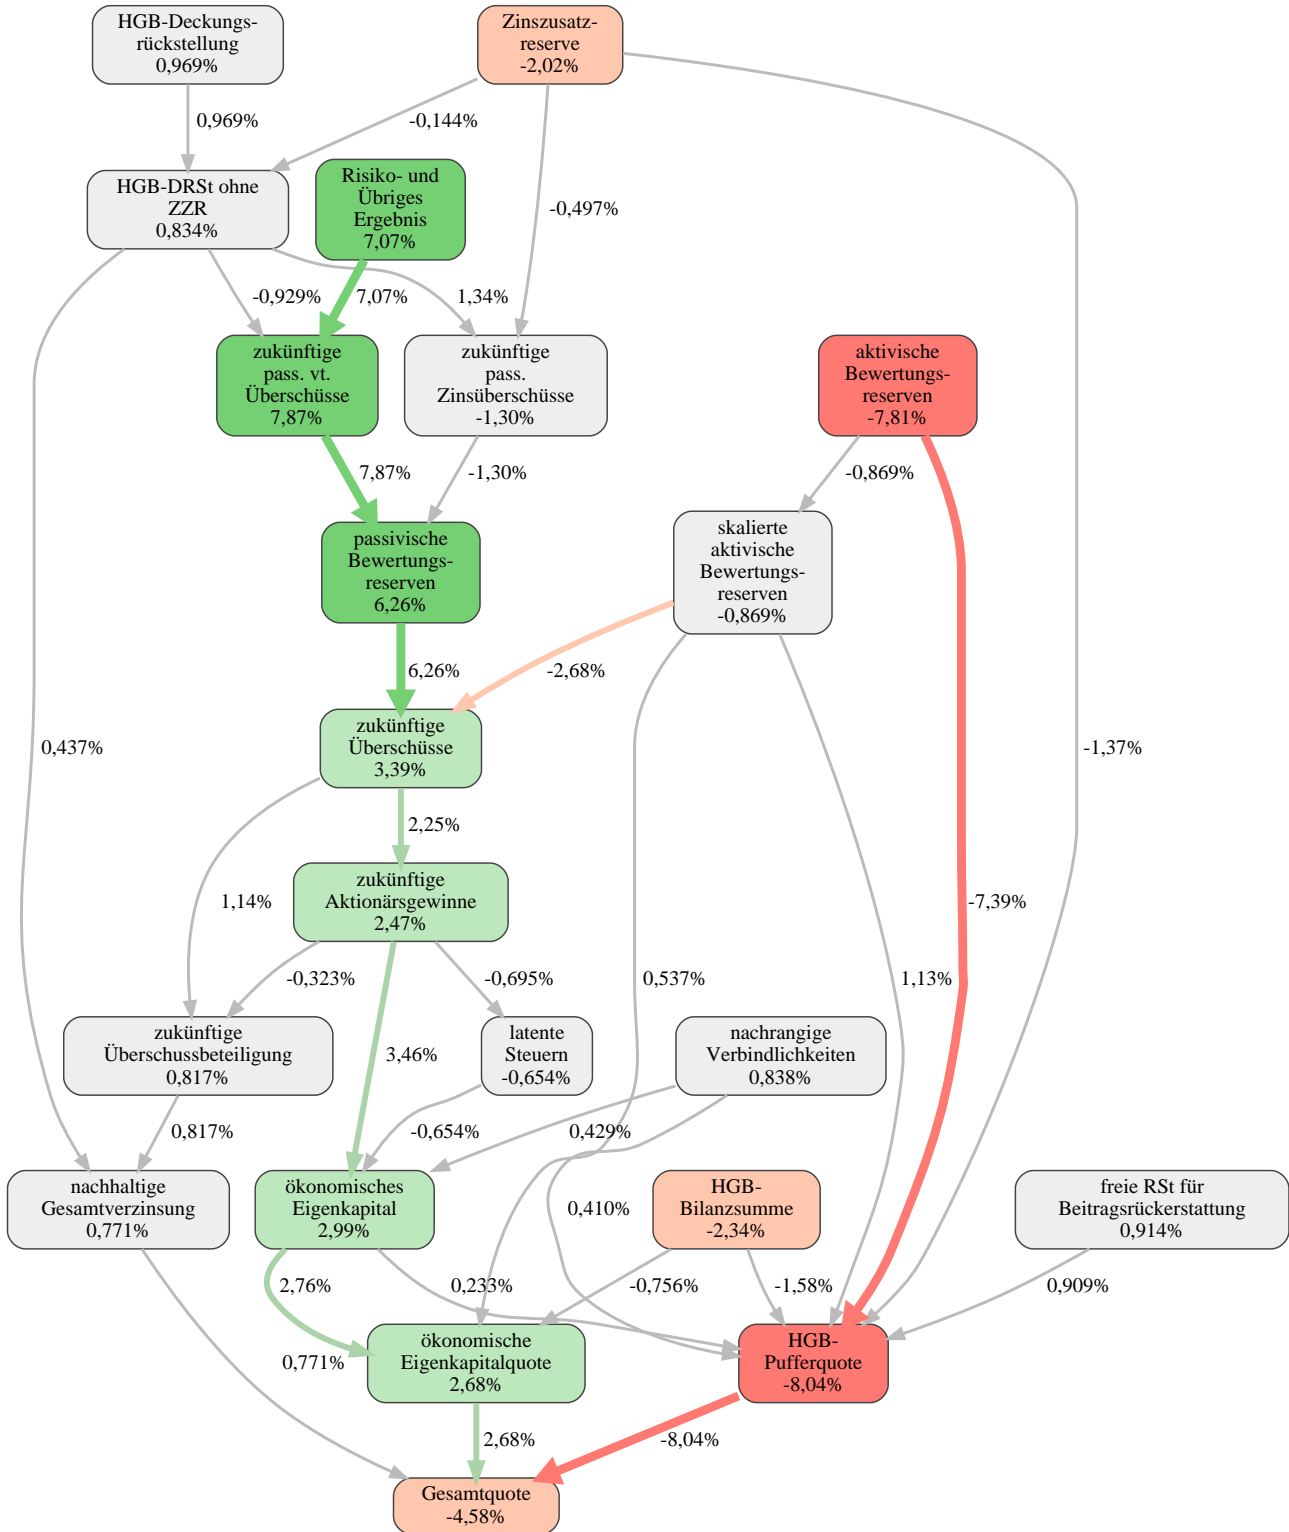 HGB-Deckungs-
rückstellung
0,969%
Zinszusatz-
reserve
-2,02%
0,969%
-0,144%
HGB-DRSt ohne
ZZR
0,834%
Risiko- und
Übriges
Ergebnis
7,07%
-0,497%
-0,929%
7,07%
1,34%
zukünftige
pass. vt.
Überschüsse
7,87%
zukünftige
pass.
Zinsüberschüsse
-1,30%
aktivische
Bewertungs-
reserven
-7,81%
7,87%
-1,30%
-0,869%
passivische
Bewertungs-
reserven
6,26%
skalierte
aktivische
Bewertungs-
reserven
-0,869%
6,26%
-2,68%
zukünftige
Überschüsse
3,39%
0,437%
-1,37%
2,25%
zukünftige
Aktionärsgewinne
2,47%
1,14%
-7,39%
-0,323%
-0,695%
0,537%
1,13%
zukünftige
Überschussbeteiligung
0,817%
latente
Steuern
-0,654%
nachrangige
Verbindlichkeiten
0,838%
3,46%
0,817%
-0,654%
0,429%
nachhaltige
Gesamtverzinsung
0,771%
ökonomisches
Eigenkapital
2,99%
0,410%
HGB-
Bilanzsumme
-2,34%
freie RSt für
Beitragsrückerstattung
0,914%
2,76%
0,233%
-0,756%
-1,58%
0,909%
0,771%
ökonomische
Eigenkapitalquote
2,68%
HGB-
Pufferquote
-8,04%
2,68%
-8,04%
Gesamtquote
-4,58%